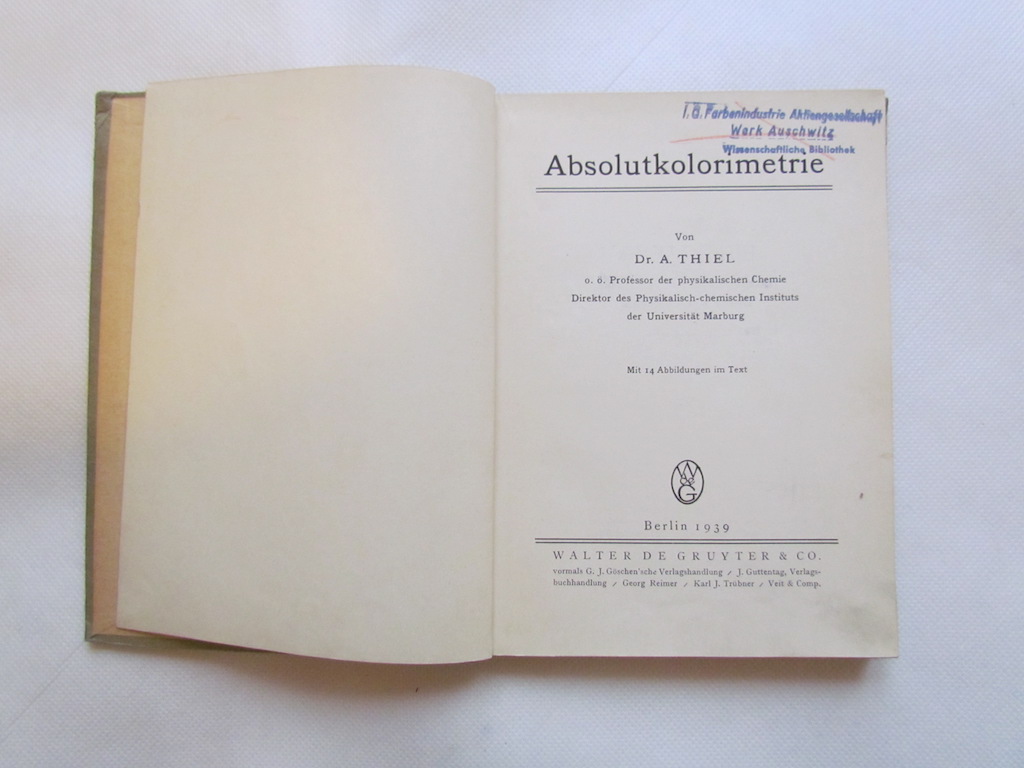 I. G. Farbenindustrie Aktiengesellschaft
Werk Auschwitz
Wissenschaftliche Bibliothek
Absolutkolorimetrie
Von
Dr. A. THIEL
o. ö. Professor der physikalischen Chemie
Direktor des Physikalisch-chemischen Instituts
der Universität Marburg
Mit 14 Abbildungen im Text
W & G
Berlin 1939
WALTER DE GRUYTER & CO.
vormals G. J. Göschen'sche Verlagshandlung / J. Guttentag, Verlags-
buchhandlung / Georg Reimer / Karl J. Trübner / Veit & Comp.